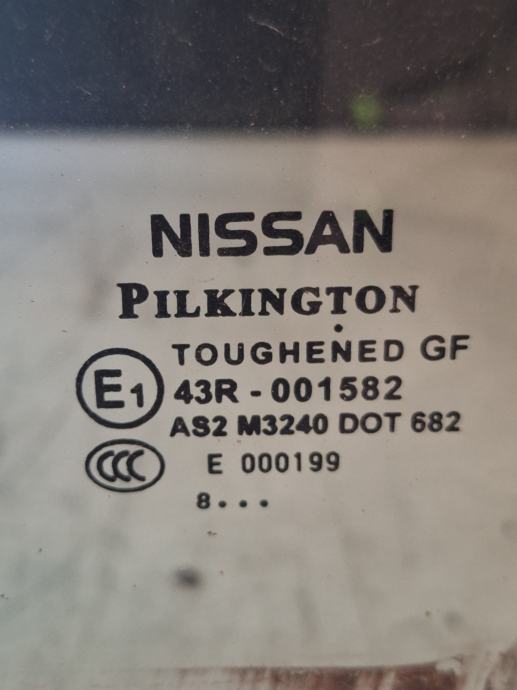 NISSAN
PILKINGTON
TOUGHENED GF
E1 43R - 001582
AS2 M3240 DOT 682
CCC E 000199
8...